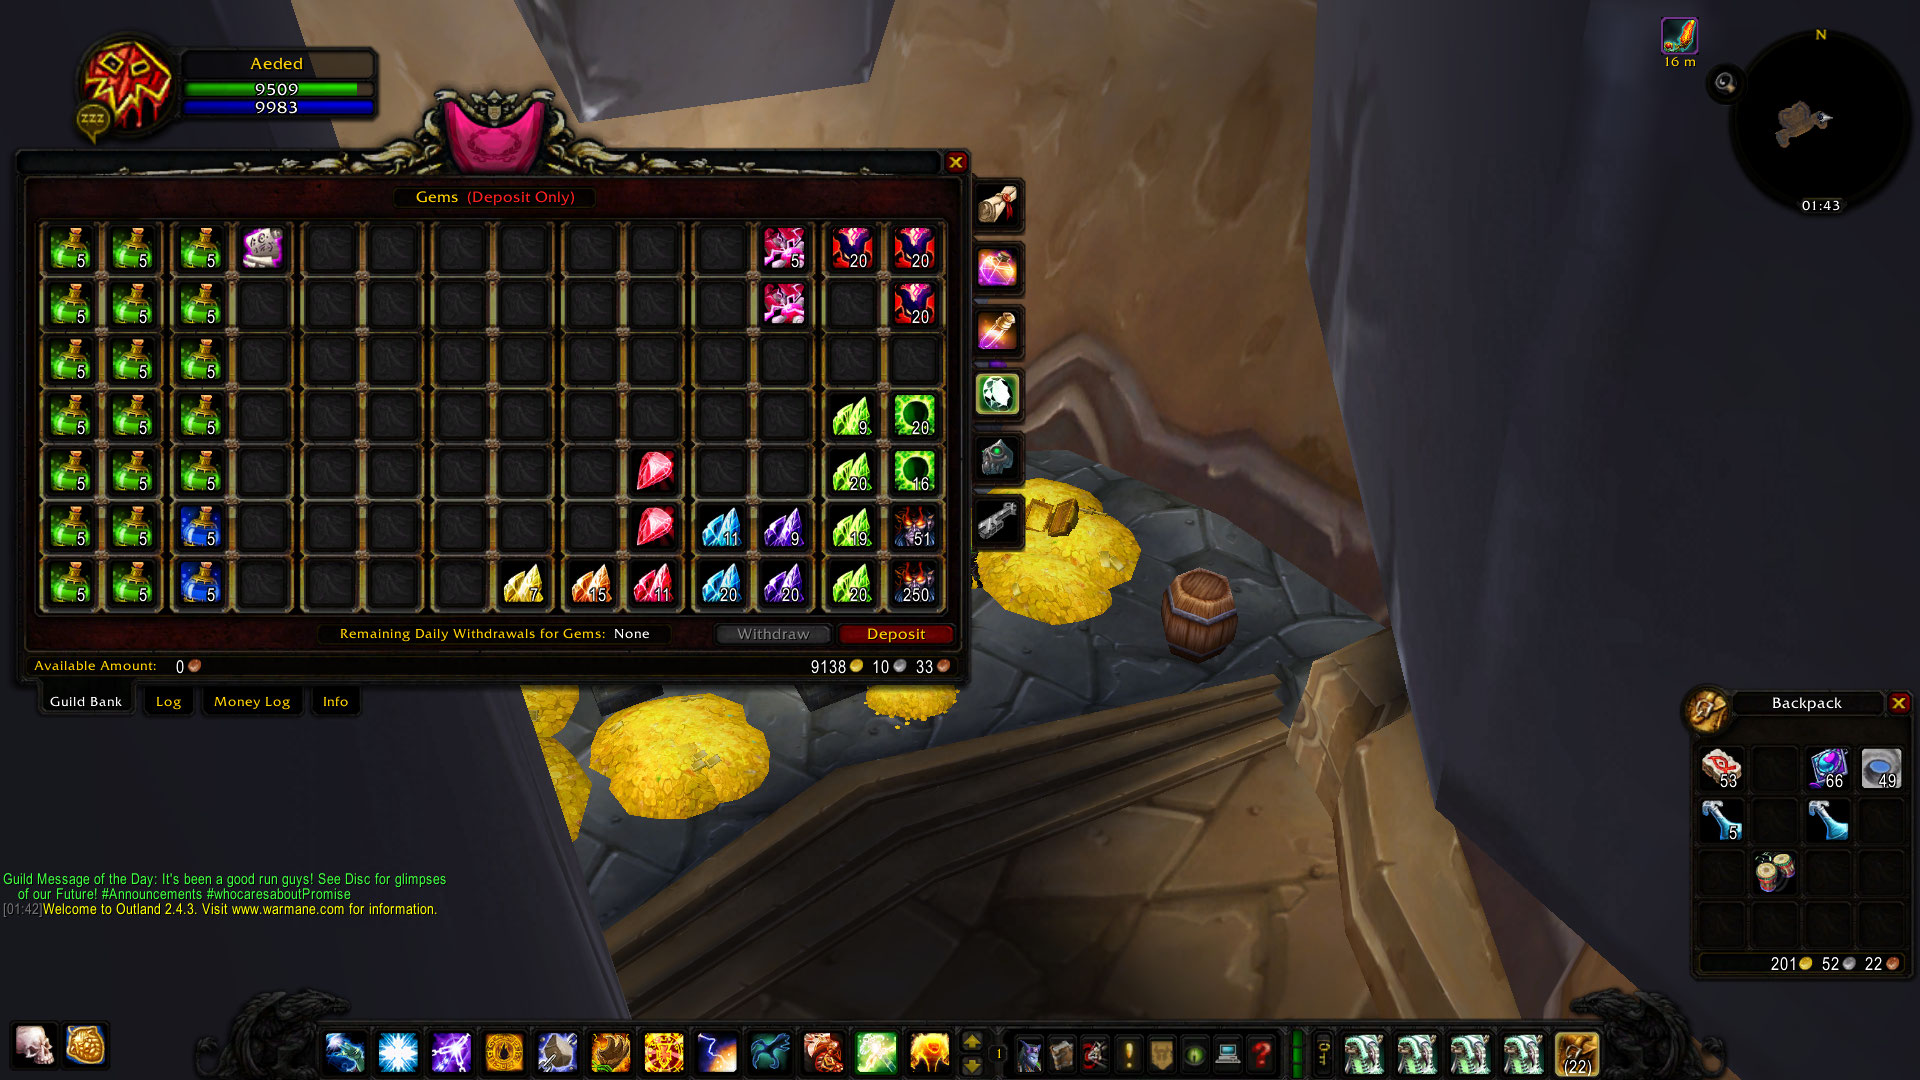 Aeded
9509
9983
zzz
16 m
N
01:43
Gems (Deposit Only)
5 5 5 5 20 20
5 5 5 20
5 5 5
5 5 5 9 20
5 5 5 20 16
5 5 5 11 9 19 51
5 5 5 7 15 11 20 20 20 250
Remaining Daily Withdrawals for Gems: None
Withdraw
Deposit
Available Amount: 0
9138 10 33
Guild Bank
Log
Money Log
Info
Backpack
53 66 49
5
201 52 22
Guild Message of the Day: It's been a good run guys! See Disc for glimpses
of our Future! #Announcements #whocaresaboutPromise
[01:42]Welcome to Outland 2.4.3. Visit www.warmane.com for information.
1
(22)